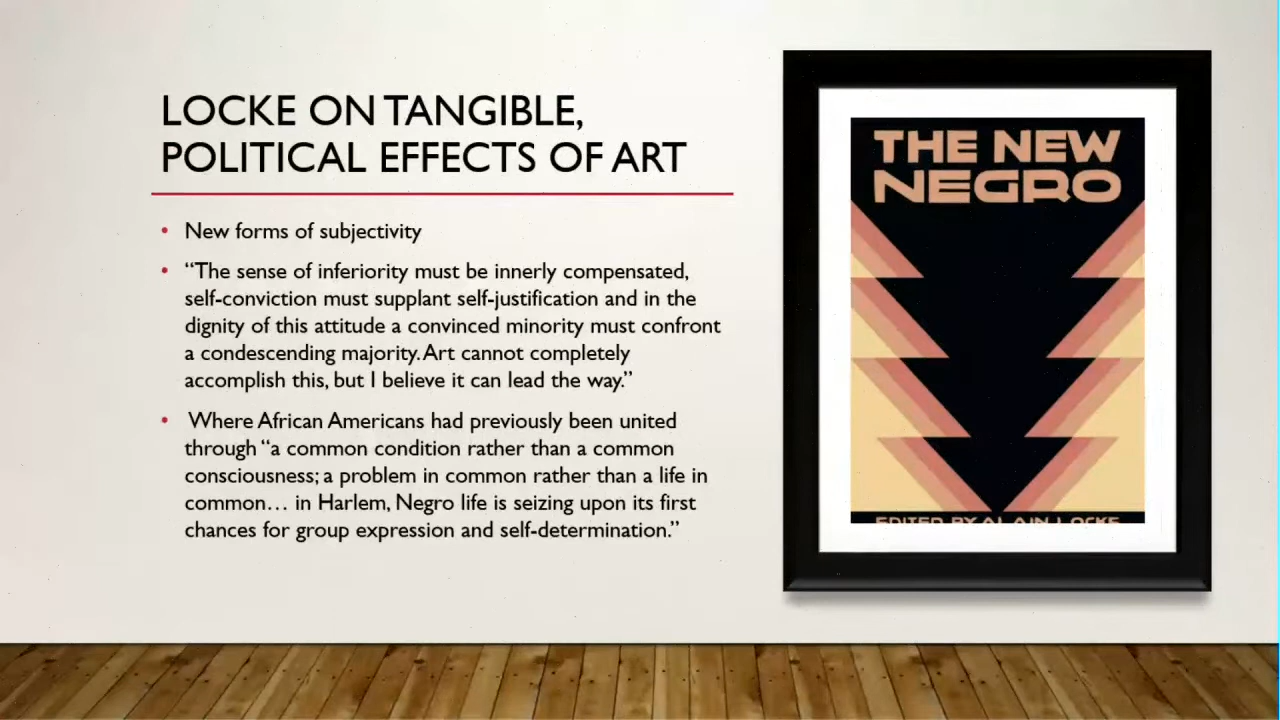 LOCKE ON TANGIBLE,
POLITICAL EFFECTS OF ART
• New forms of subjectivity
• “The sense of inferiority must be innerly compensated,
self-conviction must supplant self-justification and in the
dignity of this attitude a convinced minority must confront
a condescending majority. Art cannot completely
accomplish this, but I believe it can lead the way.”
• Where African Americans had previously been united
through “a common condition rather than a common
consciousness; a problem in common rather than a life in
common… in Harlem, Negro life is seizing upon its first
chances for group expression and self-determination.”
THE NEW
NEGRO
EDITED BY ALAIN LOCKE